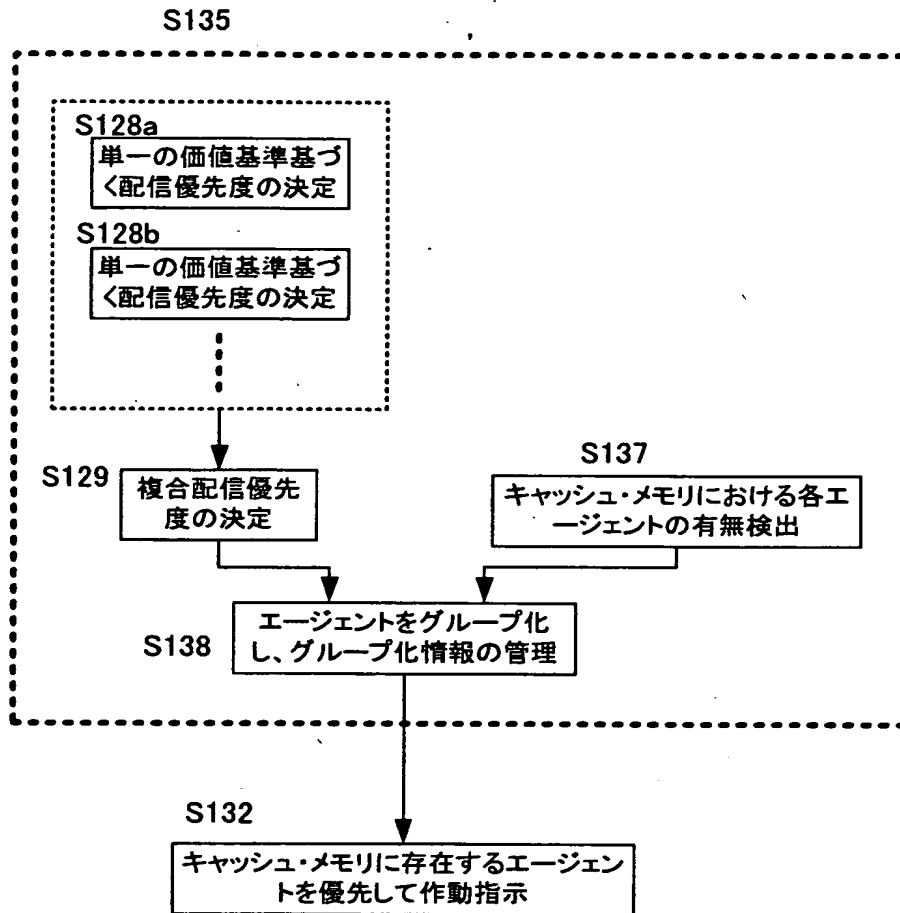 S135
S128a
単一の価値基準基づ
く配信優先度の決定
S128b
単一の価値基準基づ
く配信優先度の決定
S129
複合配信優先
度の決定
S137
キャッシュ・メモリにおける各エ
ージェントの有無検出
S138
エージェントをグループ化
し、グループ化情報の管理
S132
キャッシュ・メモリに存在するエージェン
トを優先して作動指示